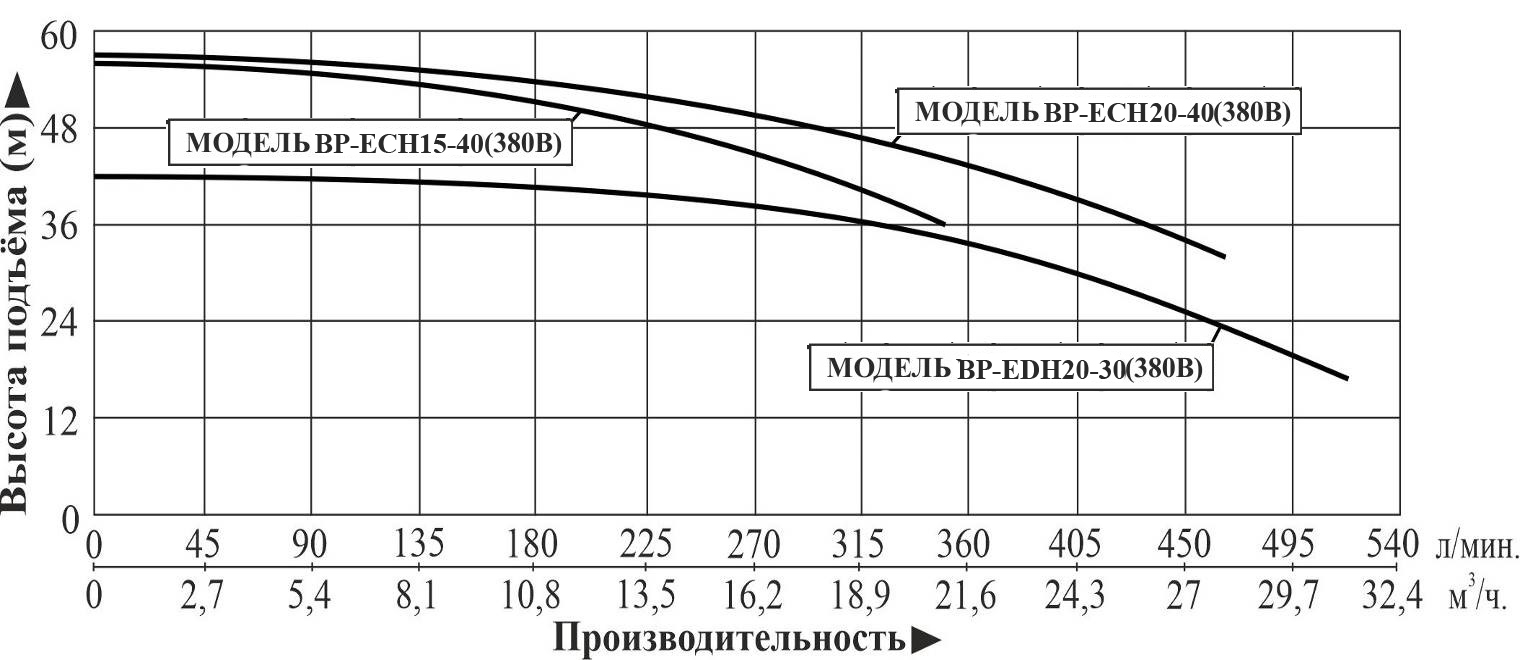 Высота подъёма (м)
60
48
36
24
12
0
МОДЕЛЬ BP-ECH20-40(380В)
МОДЕЛЬ BP-ECH15-40(380В)
МОДЕЛЬ BP-EDH20-30(380В)
0 45 90 135 180 225 270 315 360 405 450 495 540 л/мин.
0 2,7 5,4 8,1 10,8 13,5 16,2 18,9 21,6 24,3 27 29,7 32,4 м³/ч.
Производительность